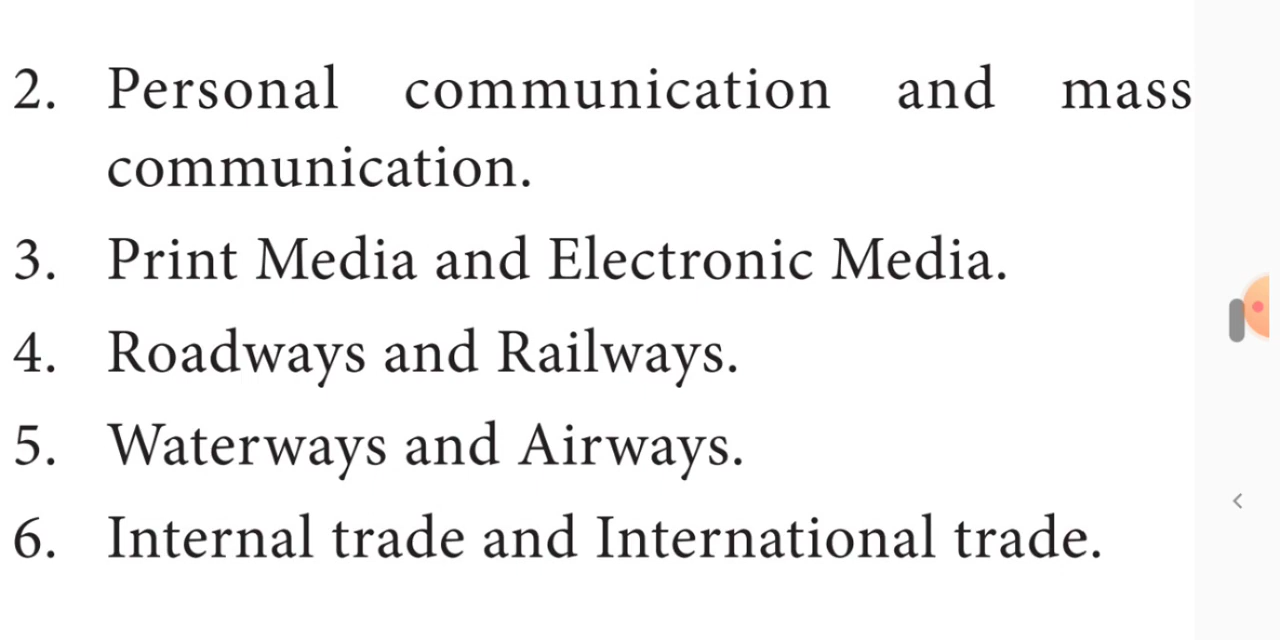 2. Personal communication and mass
communication.
3. Print Media and Electronic Media.
4. Roadways and Railways.
5. Waterways and Airways.
6. Internal trade and International trade.